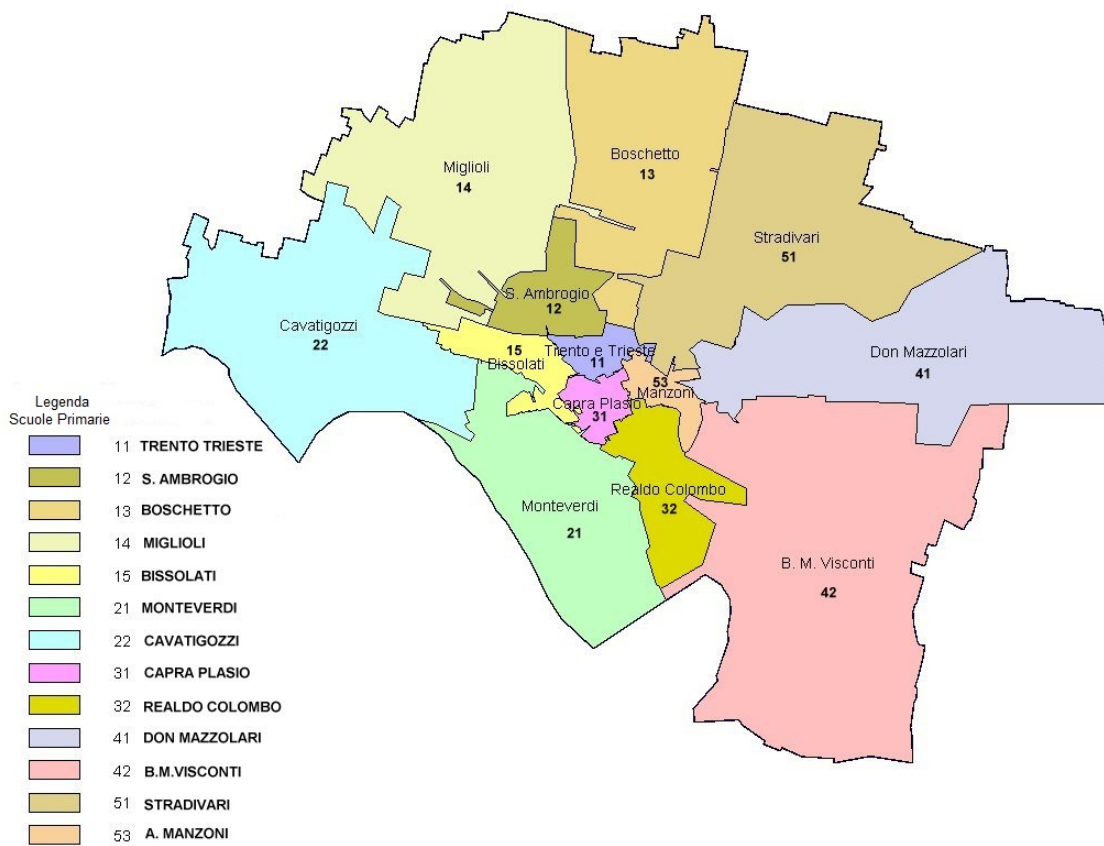 Boschetto
13
Miglioli
14
Stradivari
51
S. Ambrogio
12
Cavatigozzi
22
15
Bissolati
Trento e Trieste
11
Don Mazzolari
41
53
Manzoni
Capra Plasio
31
Realdo Colombo
32
Monteverdi
21
B. M. Visconti
42
Legenda
Scuole Primarie
11 TRENTO TRIESTE
12 S. AMBROGIO
13 BOSCHETTO
14 MIGLIOLI
15 BISSOLATI
21 MONTEVERDI
22 CAVATIGOZZI
31 CAPRA PLASIO
32 REALDO COLOMBO
41 DON MAZZOLARI
42 B.M.VISCONTI
51 STRADIVARI
53 A. MANZONI